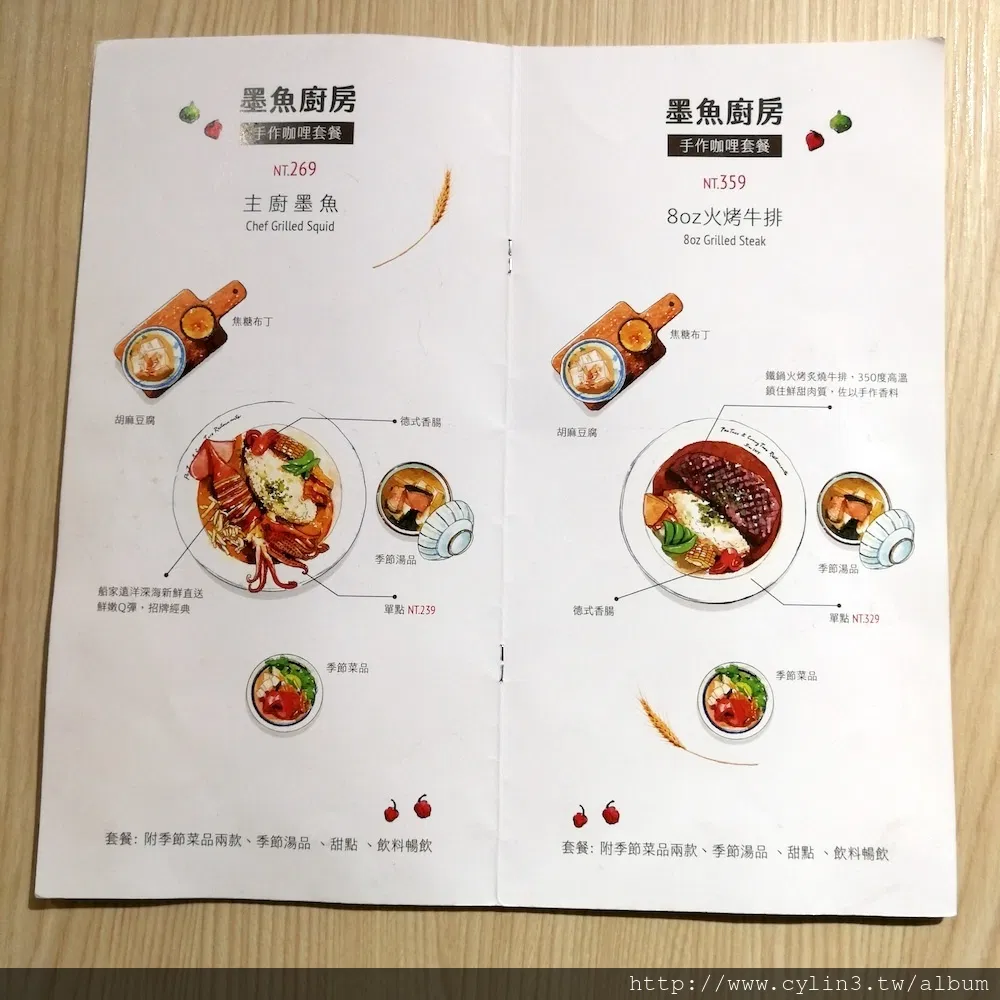 墨魚廚房
手作咖哩套餐
NT.269
主廚墨魚
Chef Grilled Squid
焦糖布丁
胡麻豆腐
德式香腸
季節湯品
船家遠洋深海新鮮直送
鮮嫩Q彈，招牌經典
單點 NT.239
季節菜品
套餐: 附季節菜品兩款、季節湯品 、甜點 、飲料暢飲
墨魚廚房
手作咖哩套餐
NT.359
8oz火烤牛排
8oz Grilled Steak
焦糖布丁
胡麻豆腐
鐵鍋火烤炙燒牛排，350度高溫
鎖住鮮甜肉質，佐以手作香料
季節湯品
德式香腸
單點 NT.329
季節菜品
套餐: 附季節菜品兩款、季節湯品 、甜點 、飲料暢飲
http://www.cylin3.tw/album